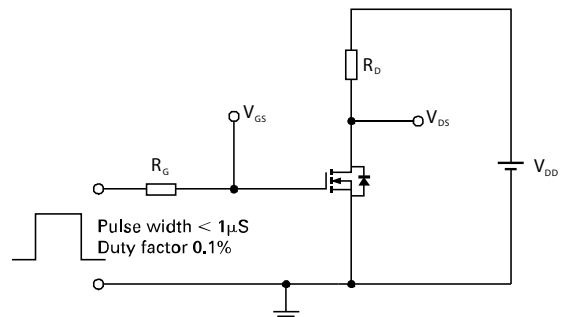 R_D
V_GS
V_DS
R_G
V_DD
Pulse width < 1μS
Duty factor 0.1%